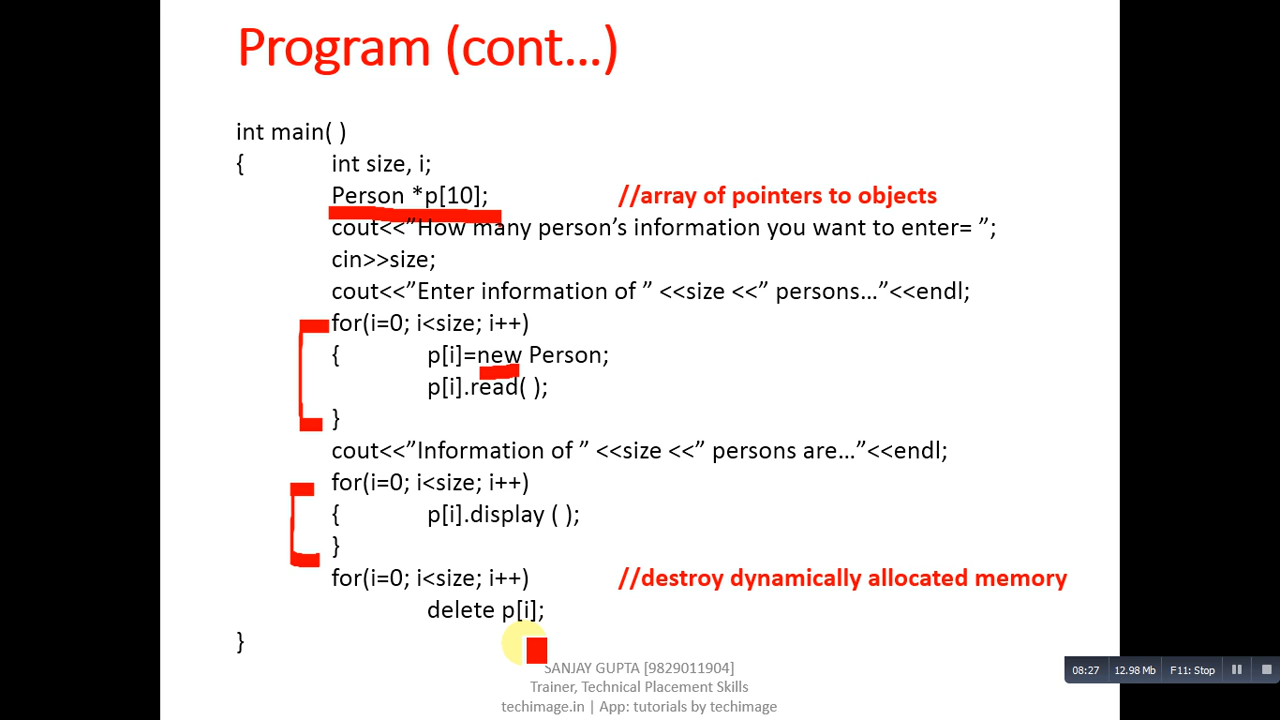 Program (cont...)
int main( )
{ int size, i;
Person *p[10]; //array of pointers to objects
cout<<”How many person’s information you want to enter= ”;
cin>>size;
cout<<”Enter information of ” <<size <<” persons...”<<endl;
for(i=0; i<size; i++)
{ p[i]=new Person;
p[i].read( );
}
cout<<”Information of ” <<size <<” persons are...”<<endl;
for(i=0; i<size; i++)
{ p[i].display ( );
}
for(i=0; i<size; i++) //destroy dynamically allocated memory
delete p[i];
}
SANJAY GUPTA [9829011904]
Trainer, Technical Placement Skills
techimage.in | App: tutorials by techimage
08:27 12.98 Mb F11: Stop